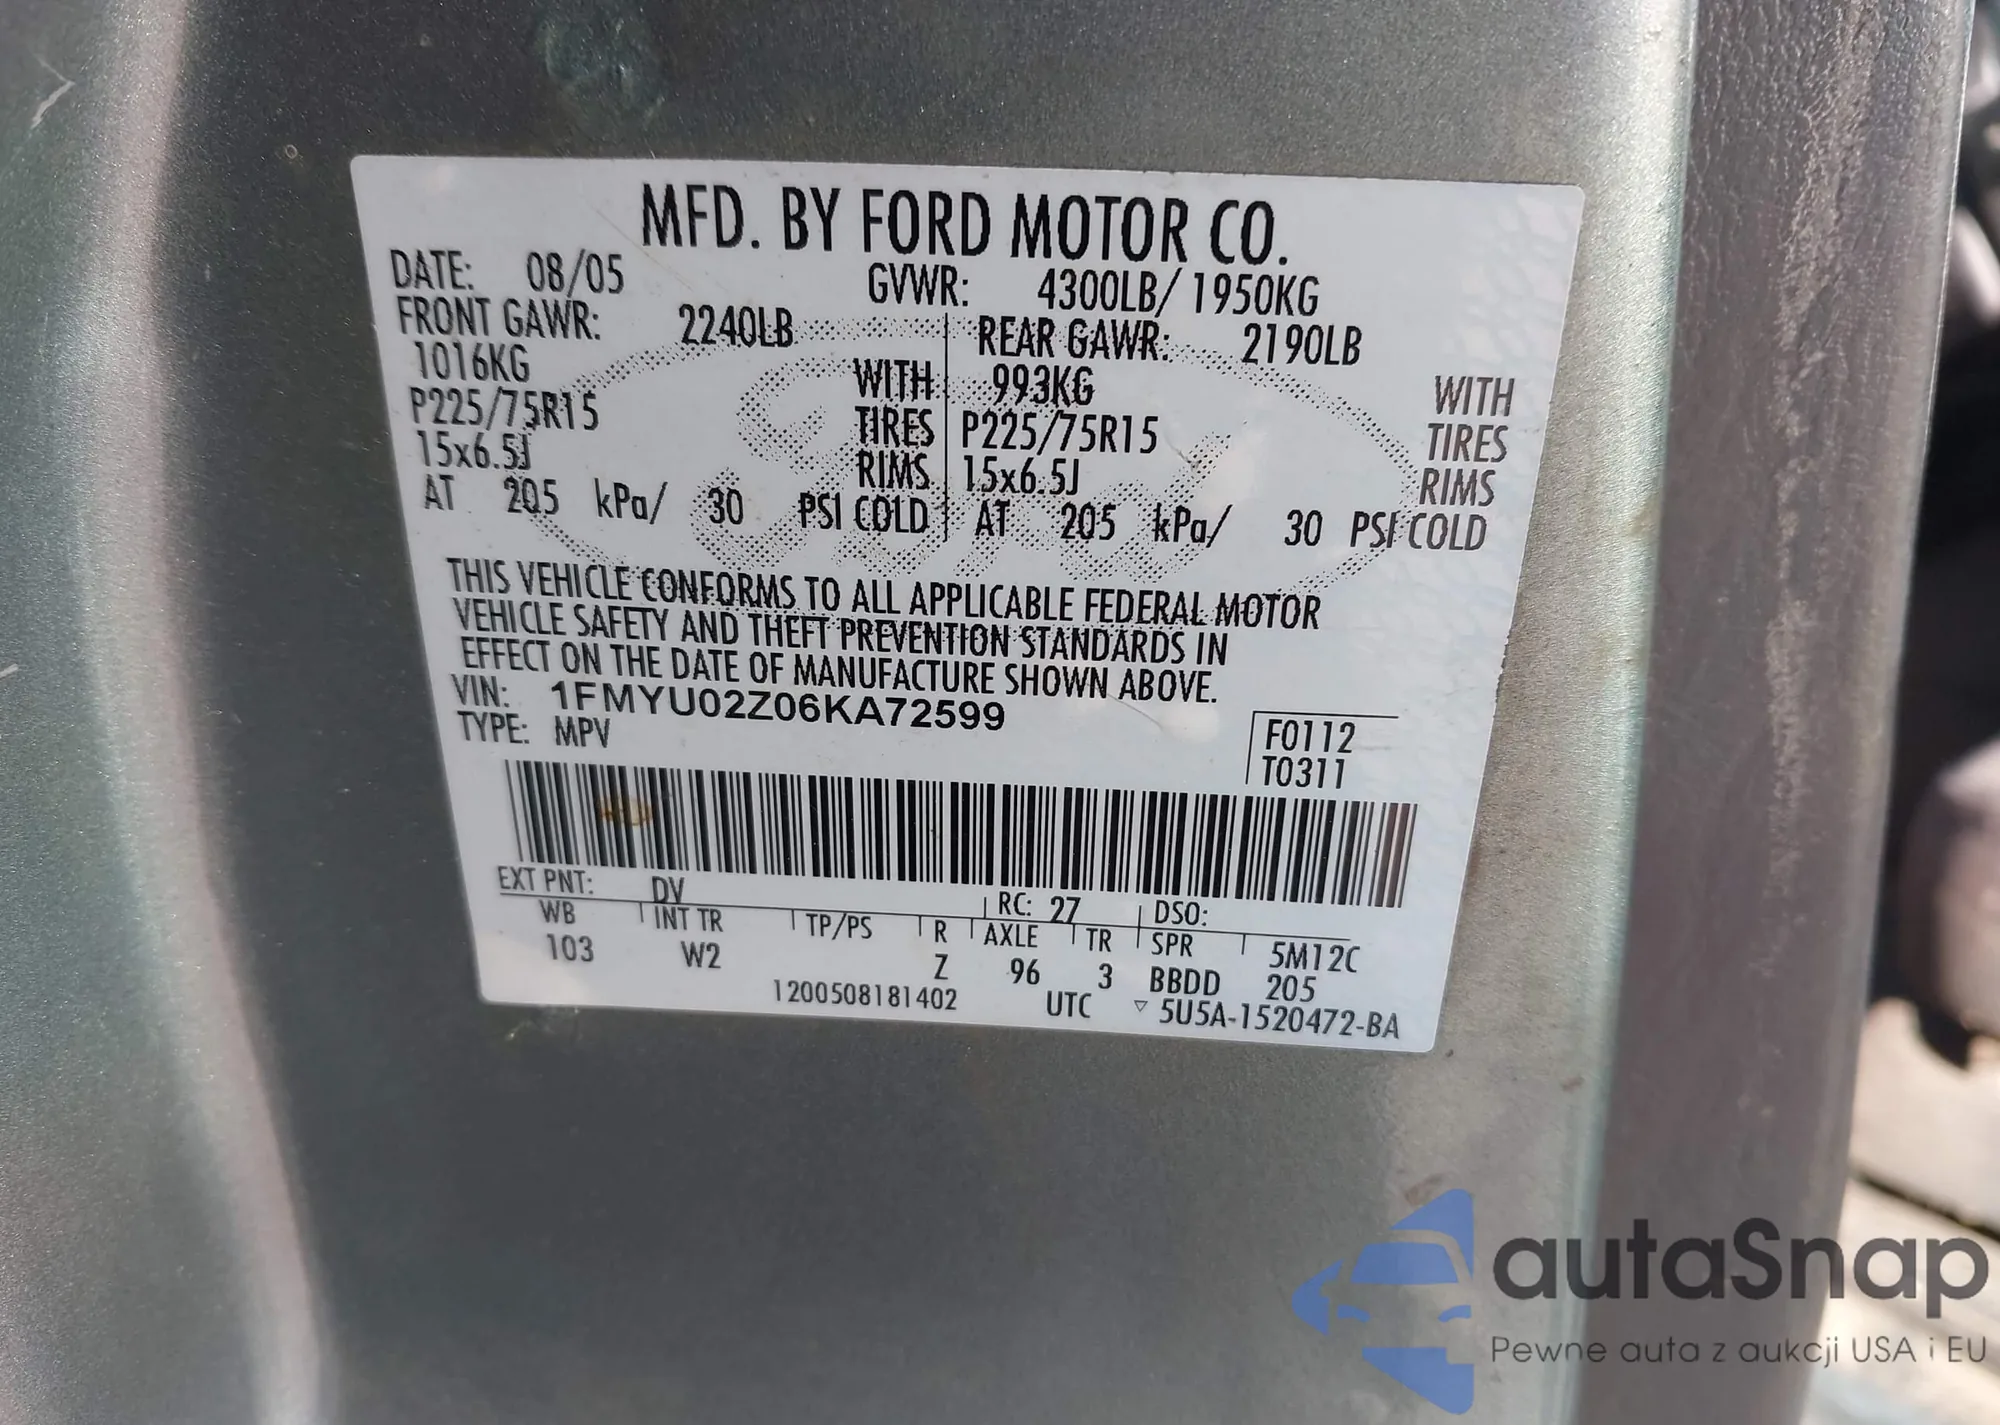 MFD. BY FORD MOTOR CO.
DATE: 08/05 GVWR: 4300LB/ 1950KG
FRONT GAWR: 2240LB REAR GAWR: 2190LB
1016KG WITH 993KG WITH
P225/75R15 TIRES P225/75R15 TIRES
15x6.5J RIMS 15x6.5J RIMS
AT 205 kPa/ 30 PSI COLD AT 205 kPa/ 30 PSI COLD
THIS VEHICLE CONFORMS TO ALL APPLICABLE FEDERAL MOTOR
VEHICLE SAFETY AND THEFT PREVENTION STANDARDS IN
EFFECT ON THE DATE OF MANUFACTURE SHOWN ABOVE.
VIN: 1FMYU02Z06KA72599
TYPE: MPV
F0112
T0311
EXT PNT: DV RC: 27 DSO:
WB INT TR TP/PS R AXLE TR SPR 5M12C
103 W2 Z 96 3 BBDD 205
1200508181402 UTC ▽ 5U5A-1520472-BA
autaSnap
Pewne auta z aukcji USA i EU